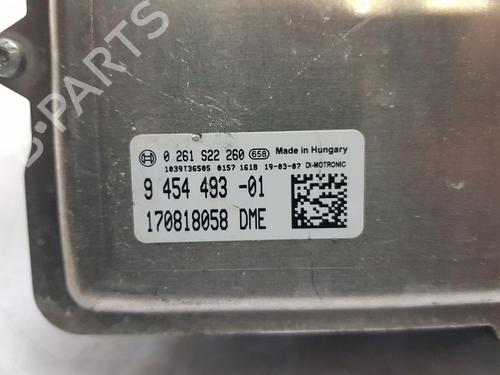 B-PARTS
0 261 S22 260 658 Made in Hungary
1039T36505 0157 1618 19-03-07 DI-MOTRONIC
9 454 493 -01
170818058 DME